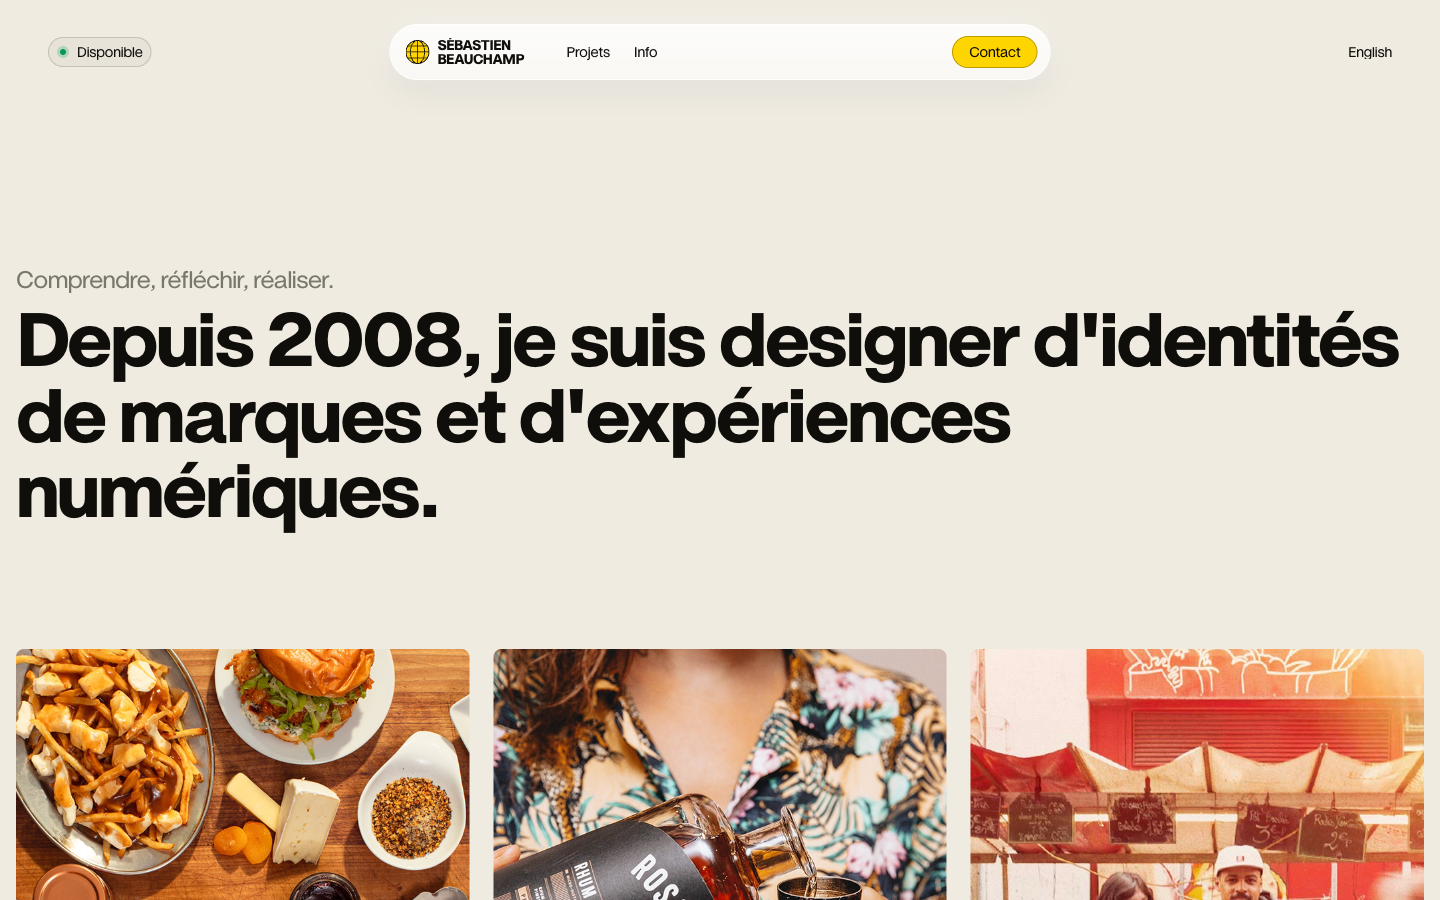 Disponible
SÉBASTIEN
BEAUCHAMP
Projets
Info
Contact
English
Comprendre, réfléchir, réaliser.
Depuis 2008, je suis designer d'identités
de marques et d'expériences
numériques.
RHUM